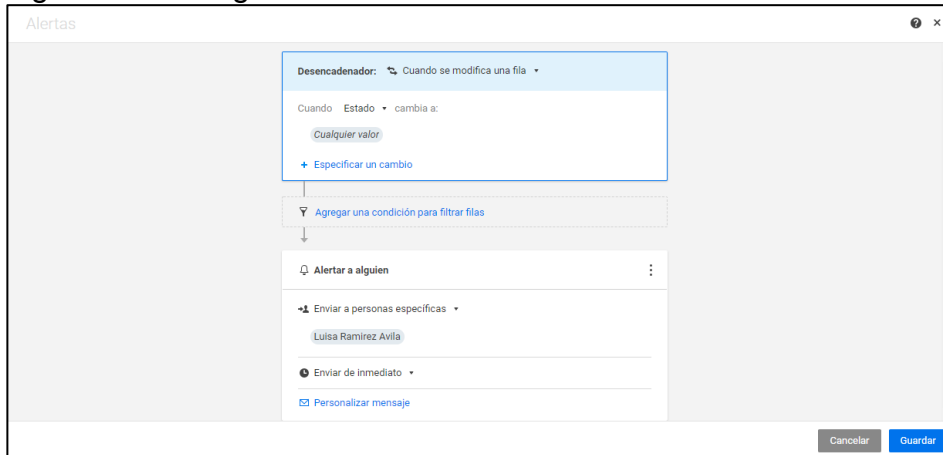 Alertas
Desencadenador: Cuando se modifica una fila
Cuando Estado cambia a:
Cualquier valor
+ Especificar un cambio
Agregar una condición para filtrar filas
Alertar a alguien
Enviar a personas específicas
Luisa Ramirez Avila
Enviar de inmediato
Personalizar mensaje
Cancelar Guardar